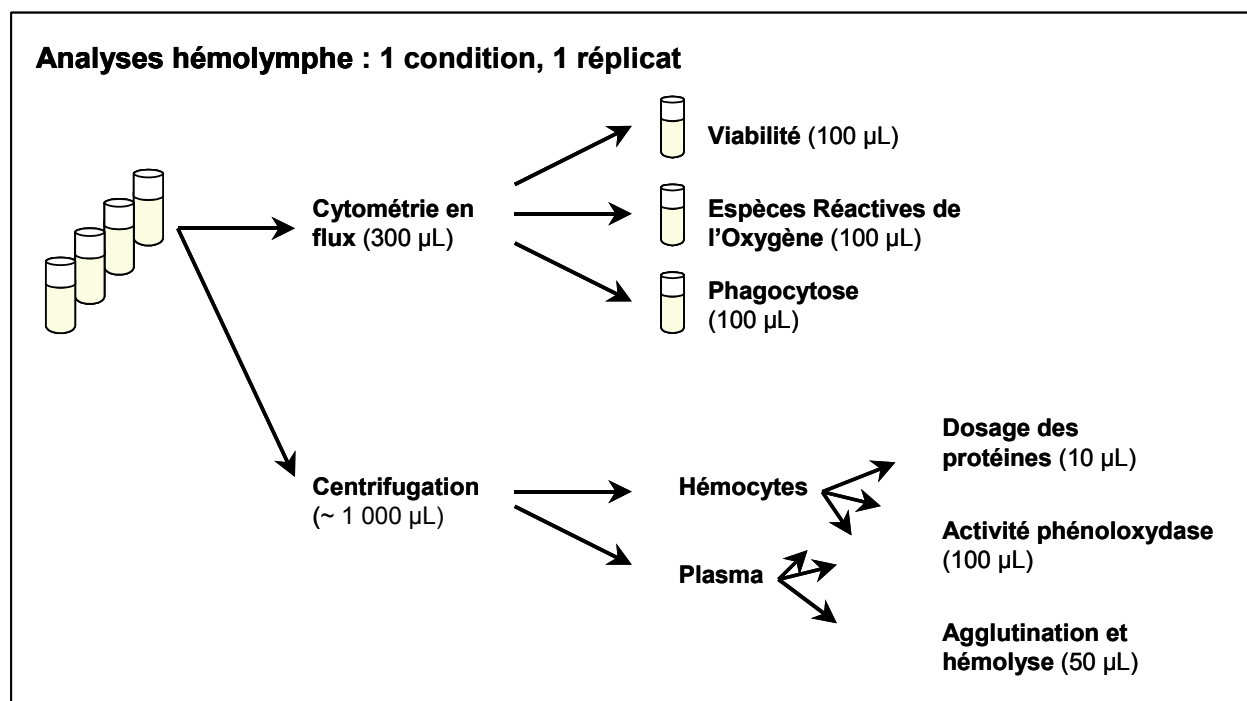 Analyses hémolymphe : 1 condition, 1 réplicat
Viabilité (100 µL)
Cytométrie en
flux (300 µL)
Espèces Réactives de
l'Oxygène (100 µL)
Phagocytose
(100 µL)
Centrifugation
(~ 1 000 µL)
Hémocytes
Plasma
Dosage des
protéines (10 µL)
Activité phénoloxydase
(100 µL)
Agglutination et
hémolyse (50 µL)